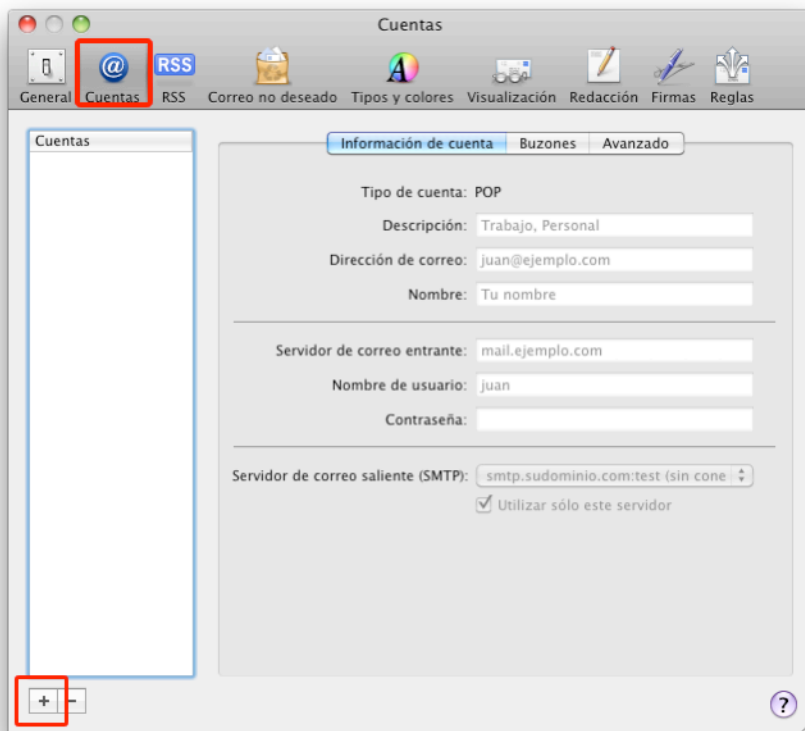 Cuentas
RSS
General Cuentas RSS Correo no deseado Tipos y colores Visualización Redacción Firmas Reglas
Cuentas
Información de cuenta Buzones Avanzado
Tipo de cuenta: POP
Descripción: Trabajo, Personal
Dirección de correo: juan@ejemplo.com
Nombre: Tu nombre
Servidor de correo entrante: mail.ejemplo.com
Nombre de usuario: juan
Contraseña:
Servidor de correo saliente (SMTP): smtp.sudominio.com:test (sin cone
Utilizar sólo este servidor
+ − ?